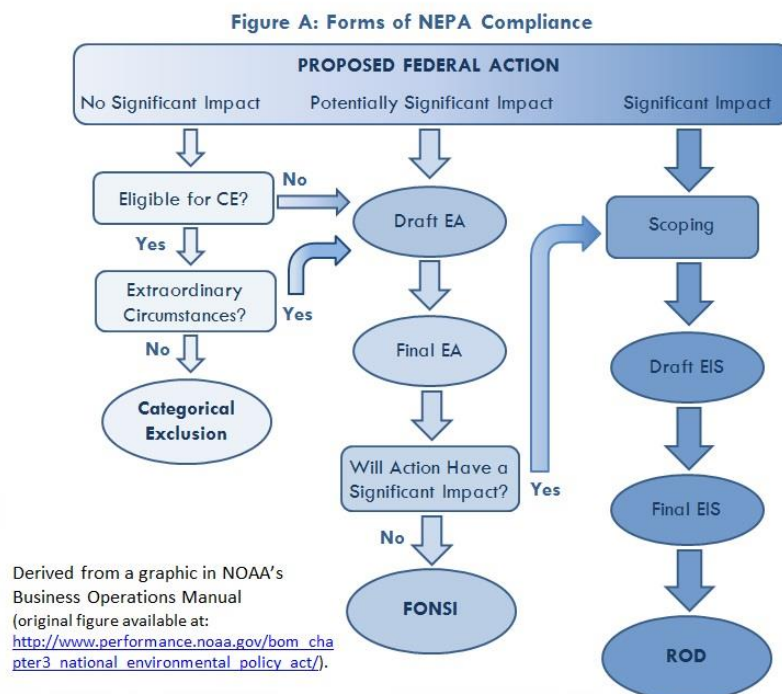 Figure A: Forms of NEPA Compliance
PROPOSED FEDERAL ACTION
No Significant Impact
Potentially Significant Impact
Significant Impact
Eligible for CE?
No
Yes
Extraordinary
Circumstances?
Yes
No
Categorical
Exclusion
Draft EA
Final EA
Will Action Have a
Significant Impact?
Yes
No
FONSI
Scoping
Draft EIS
Final EIS
ROD
Derived from a graphic in NOAA's
Business Operations Manual
(original figure available at:
http://www.performance.noaa.gov/bom_cha
pter3_national_environmental_policy_act/).